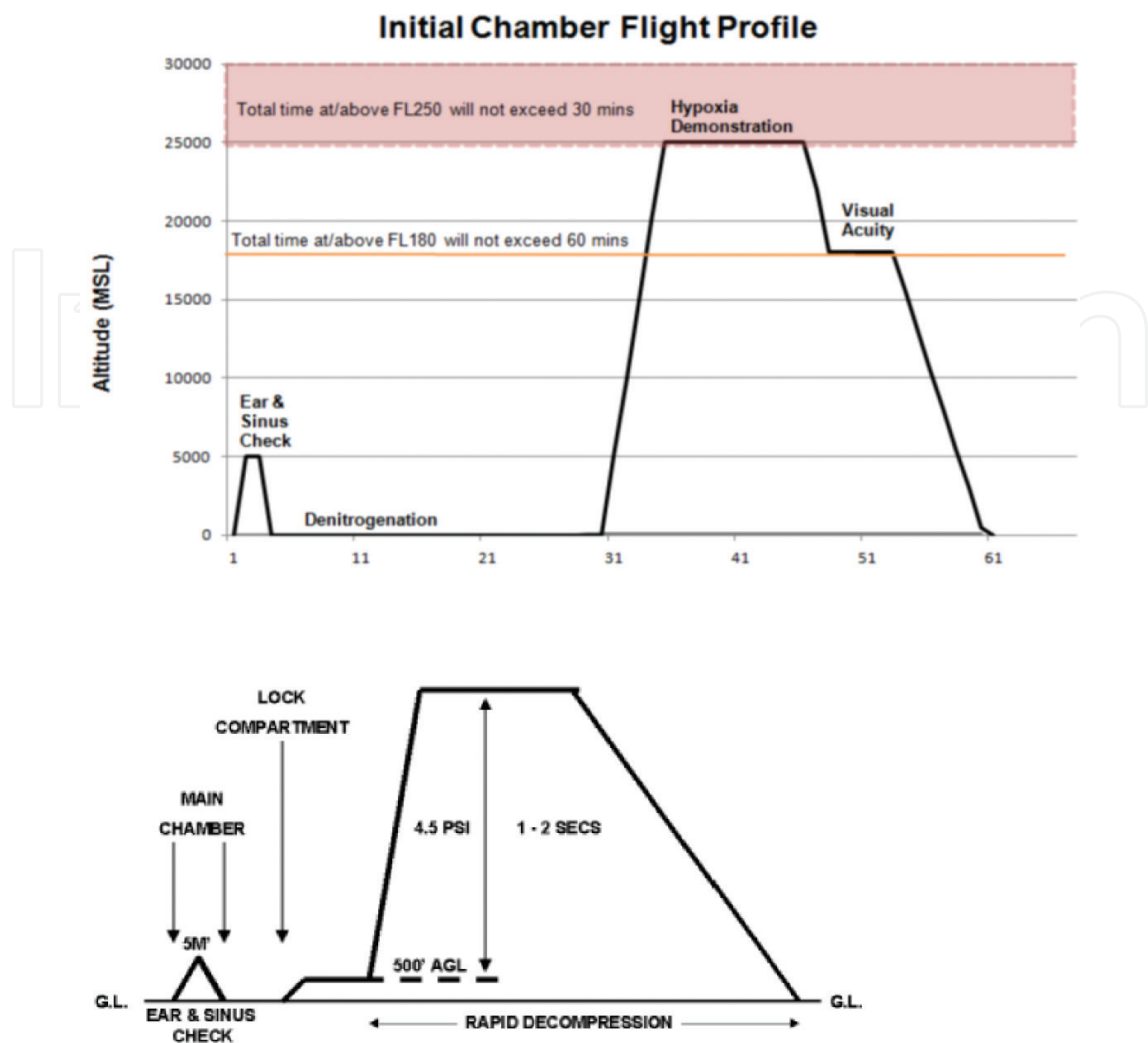 Initial Chamber Flight Profile
30000
Total time at/above FL250 will not exceed 30 mins
Hypoxia
Demonstration
25000
Visual
Acuity
20000
Total time at/above FL180 will not exceed 60 mins
15000
Altitude (MSL)
10000
Ear &
Sinus
Check
5000
Denitrogenation
0
1
11
21
31
41
51
61
LOCK
COMPARTMENT
MAIN
CHAMBER
4.5 PSI
1 - 2 SECS
5M'
500' AGL
G.L.
G.L.
EAR & SINUS
CHECK
RAPID DECOMPRESSION